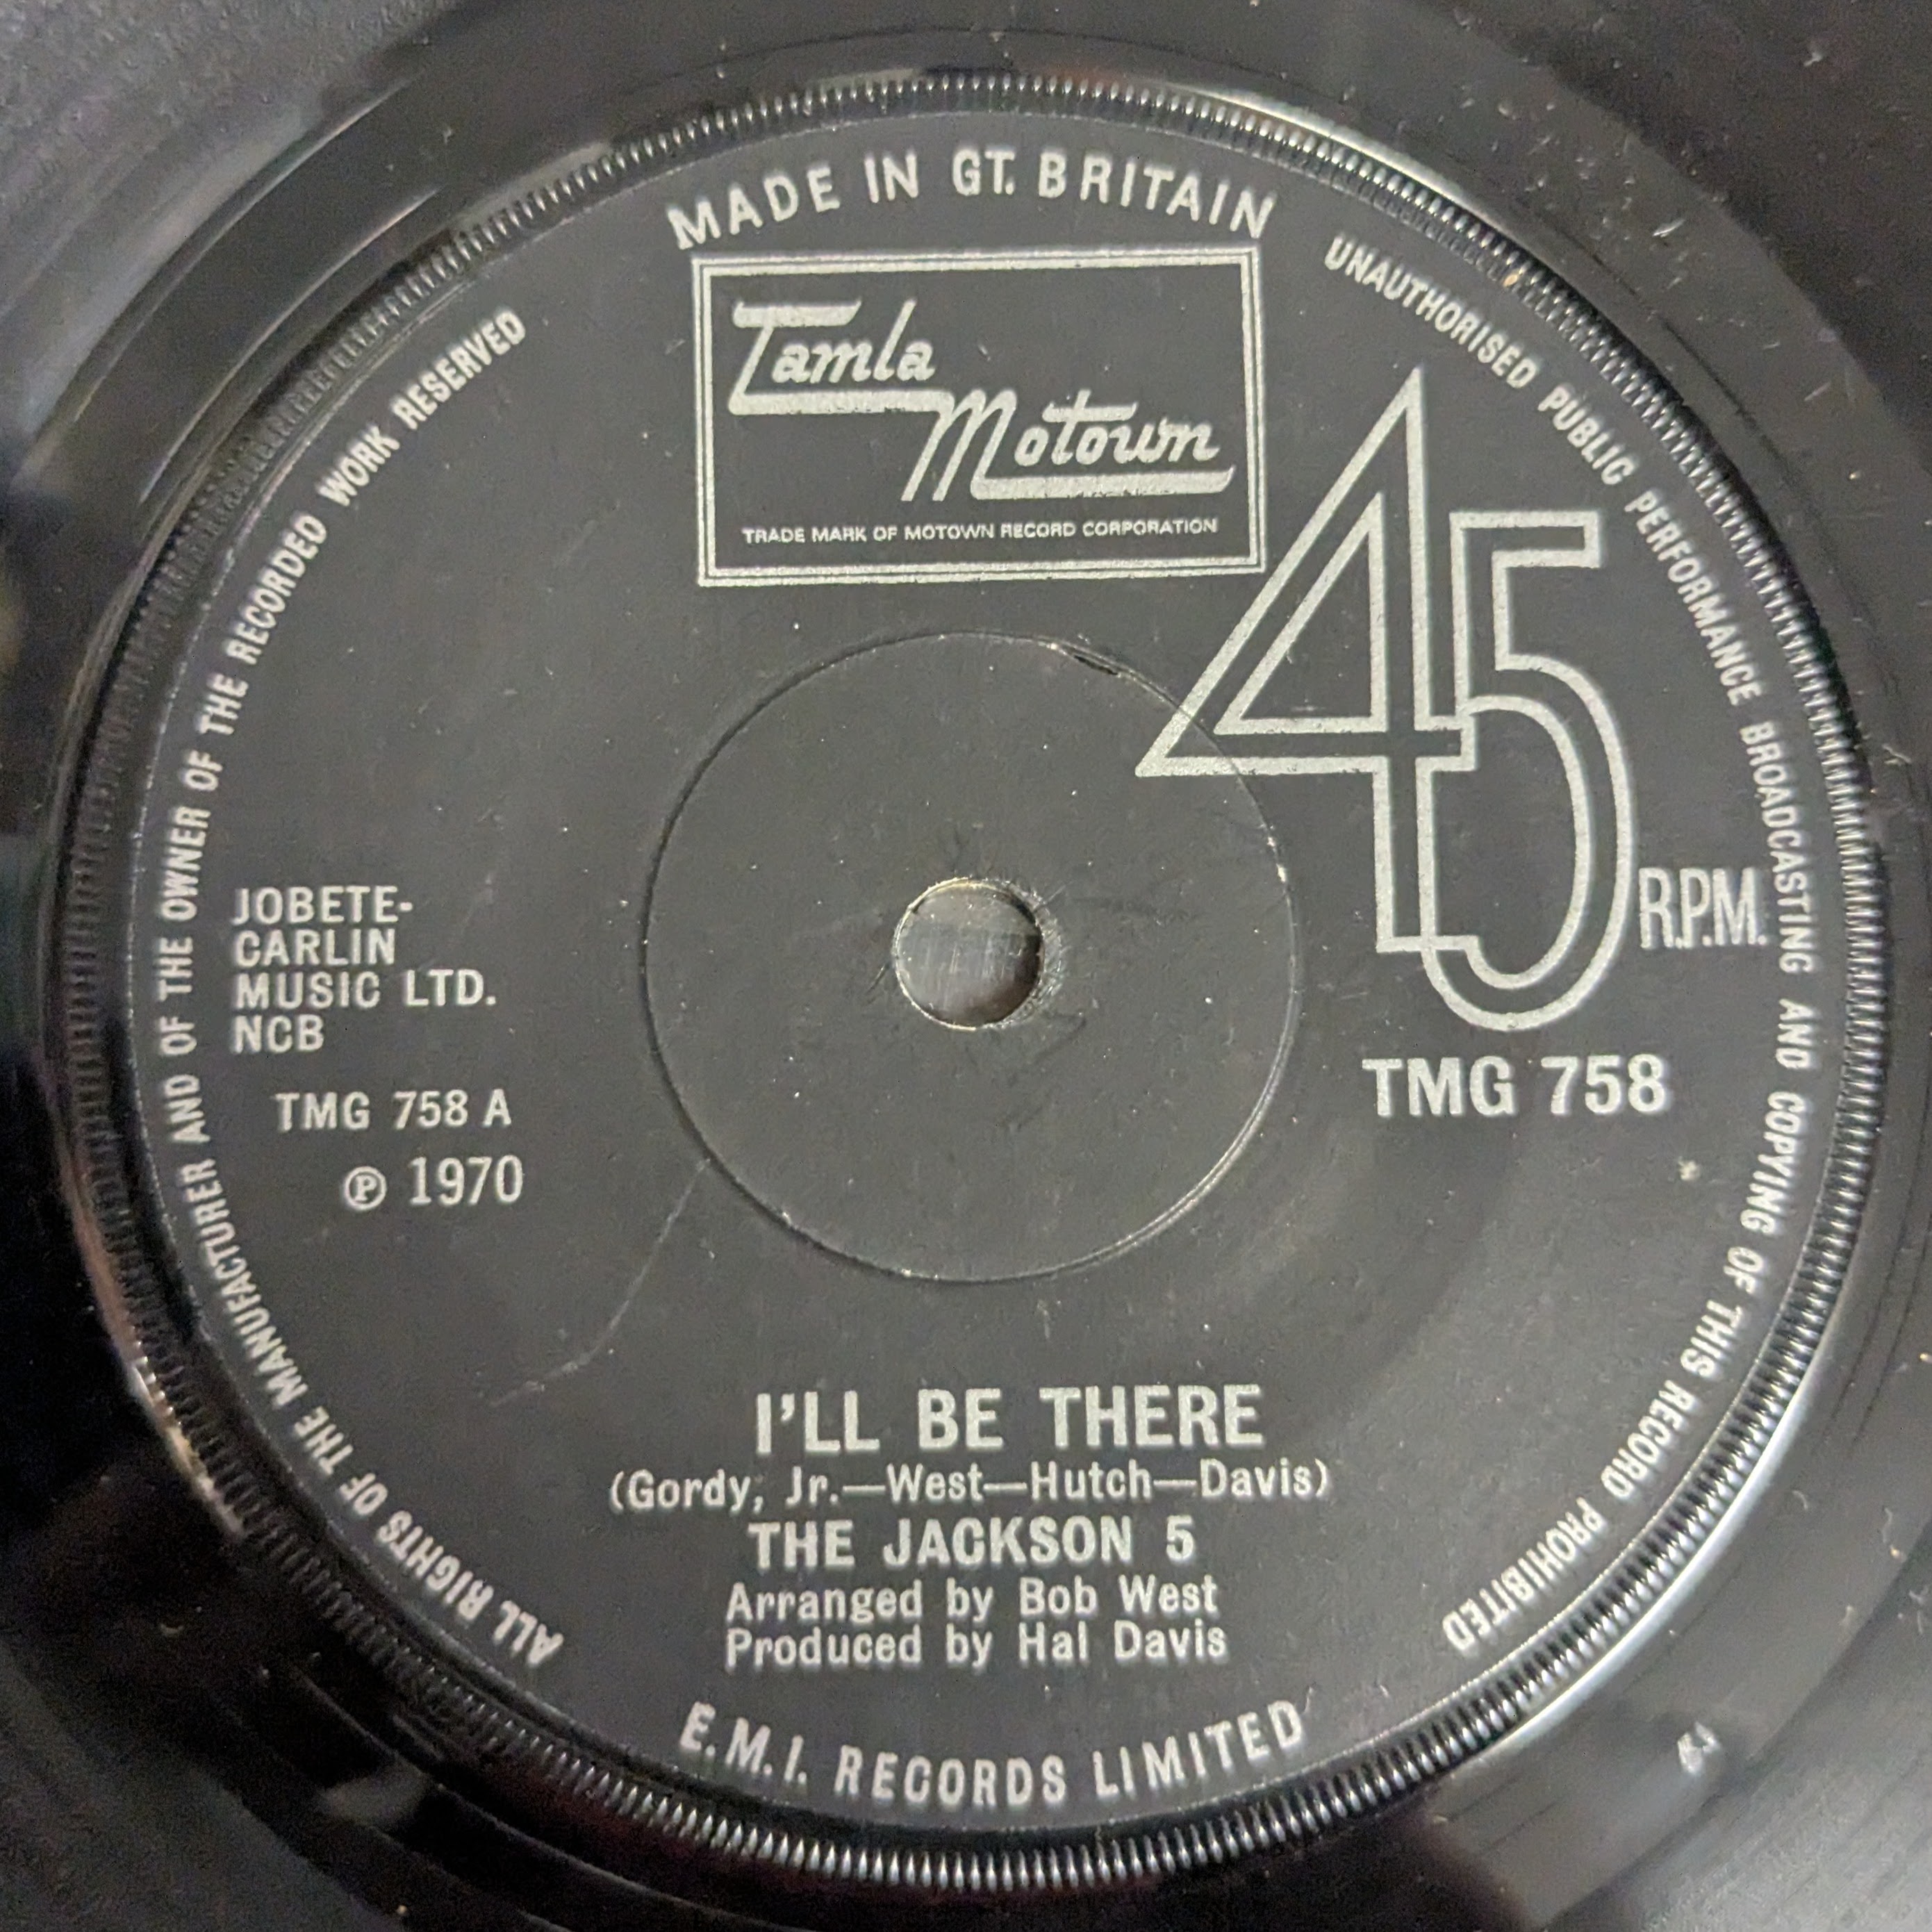 MADE IN GT. BRITAIN
UNAUTHORISED PUBLIC PERFORMANCE BROADCASTING AND COPYING OF THIS RECORD PROHIBITED
ALL RIGHTS OF THE MANUFACTURER AND OF THE OWNER OF THE RECORDED WORK RESERVED
Tamla
Motown
TRADE MARK OF MOTOWN RECORD CORPORATION
45
R.P.M.
JOBETE-
CARLIN
MUSIC LTD.
NCB
TMG 758 A
℗ 1970
TMG 758
I'LL BE THERE
(Gordy, Jr.—West—Hutch—Davis)
THE JACKSON 5
Arranged by Bob West
Produced by Hal Davis
E.M.I. RECORDS LIMITED